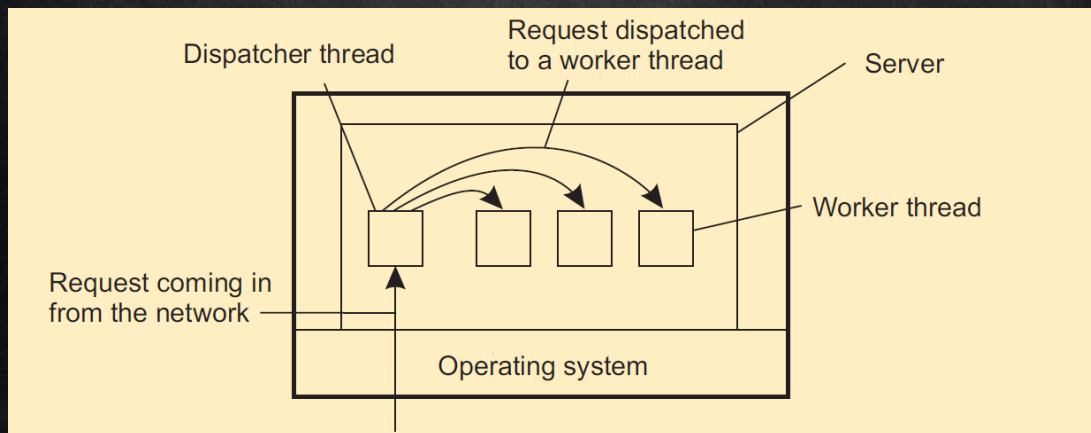 Dispatcher thread
Request dispatched
to a worker thread
Server
Worker thread
Request coming in
from the network
Operating system